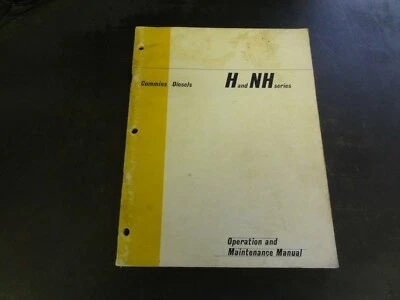 Cummins Diesels H and NH series
Operation and
Maintenance Manual